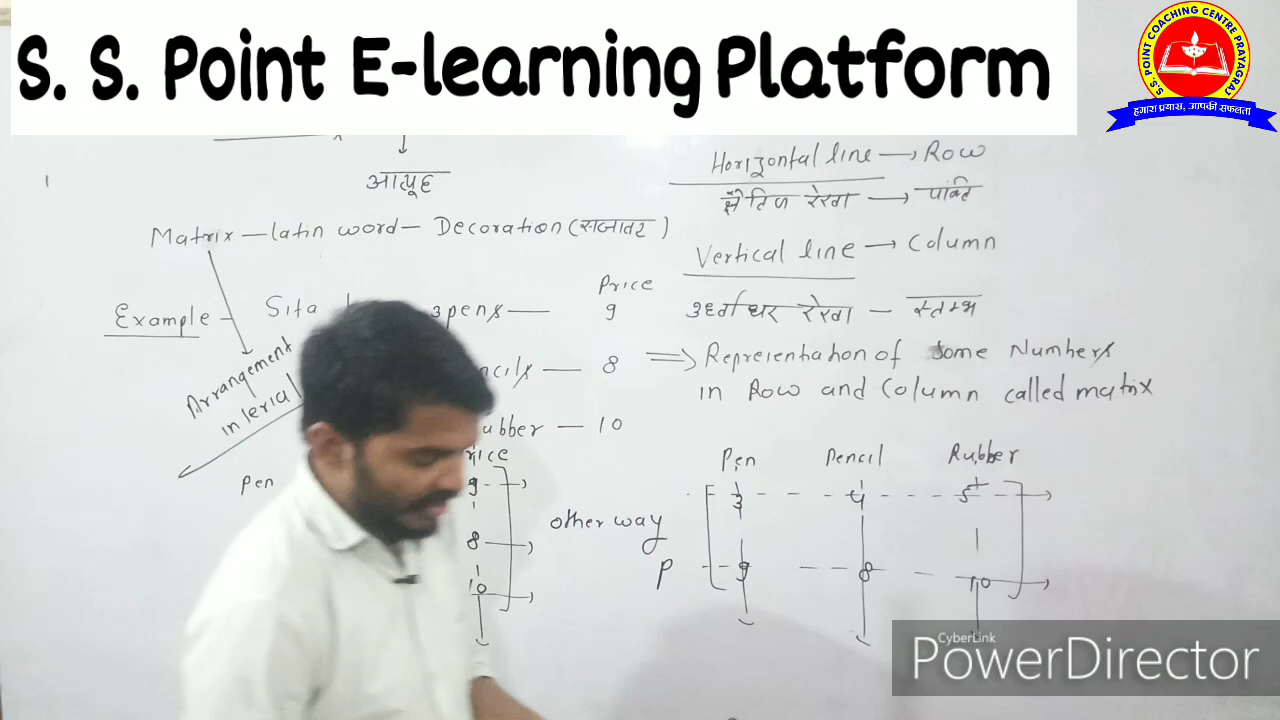 S. S. Point E-learning Platform
S.S. POINT COACHING CENTRE PRAYAGRAJ
हमारा प्रयास, आपकी सफलता
आव्यूह
Matrix — latin word — Decoration (सजावट)
Arrangement
in serial
Example - Sita 3 pens — 9
Price
ncils — 8
ubber — 10
rice
Pen 9
8
10
Horizontal line → Row
क्षैतिज रेखा → पंक्ति
Vertical line → Column
उर्ध्वाधर रेखा — स्तम्भ
⇒ Representation of some Numbers
in Row and Column called matrix
Pen Pencil Rubber
other way
3 4 5
P 9 8 10
CyberLink
PowerDirector